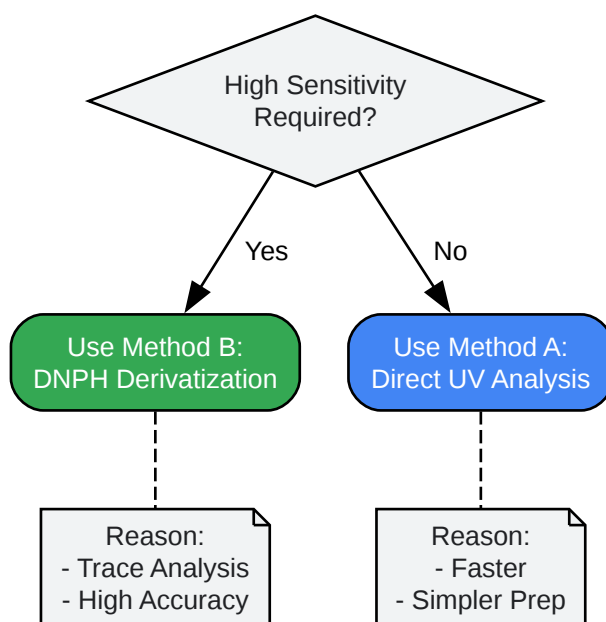 High Sensitivity
Required?
Yes
No
Use Method B:
DNPH Derivatization
Use Method A:
Direct UV Analysis
Reason:
- Trace Analysis
- High Accuracy
Reason:
- Faster
- Simpler Prep